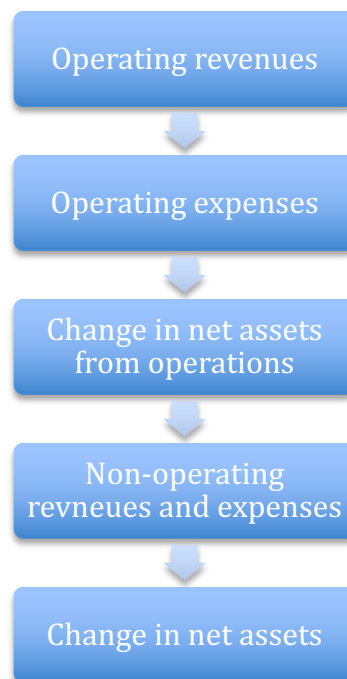 Operating revenues
Operating expenses
Change in net assets
from operations
Non-operating
revneues and expenses
Change in net assets